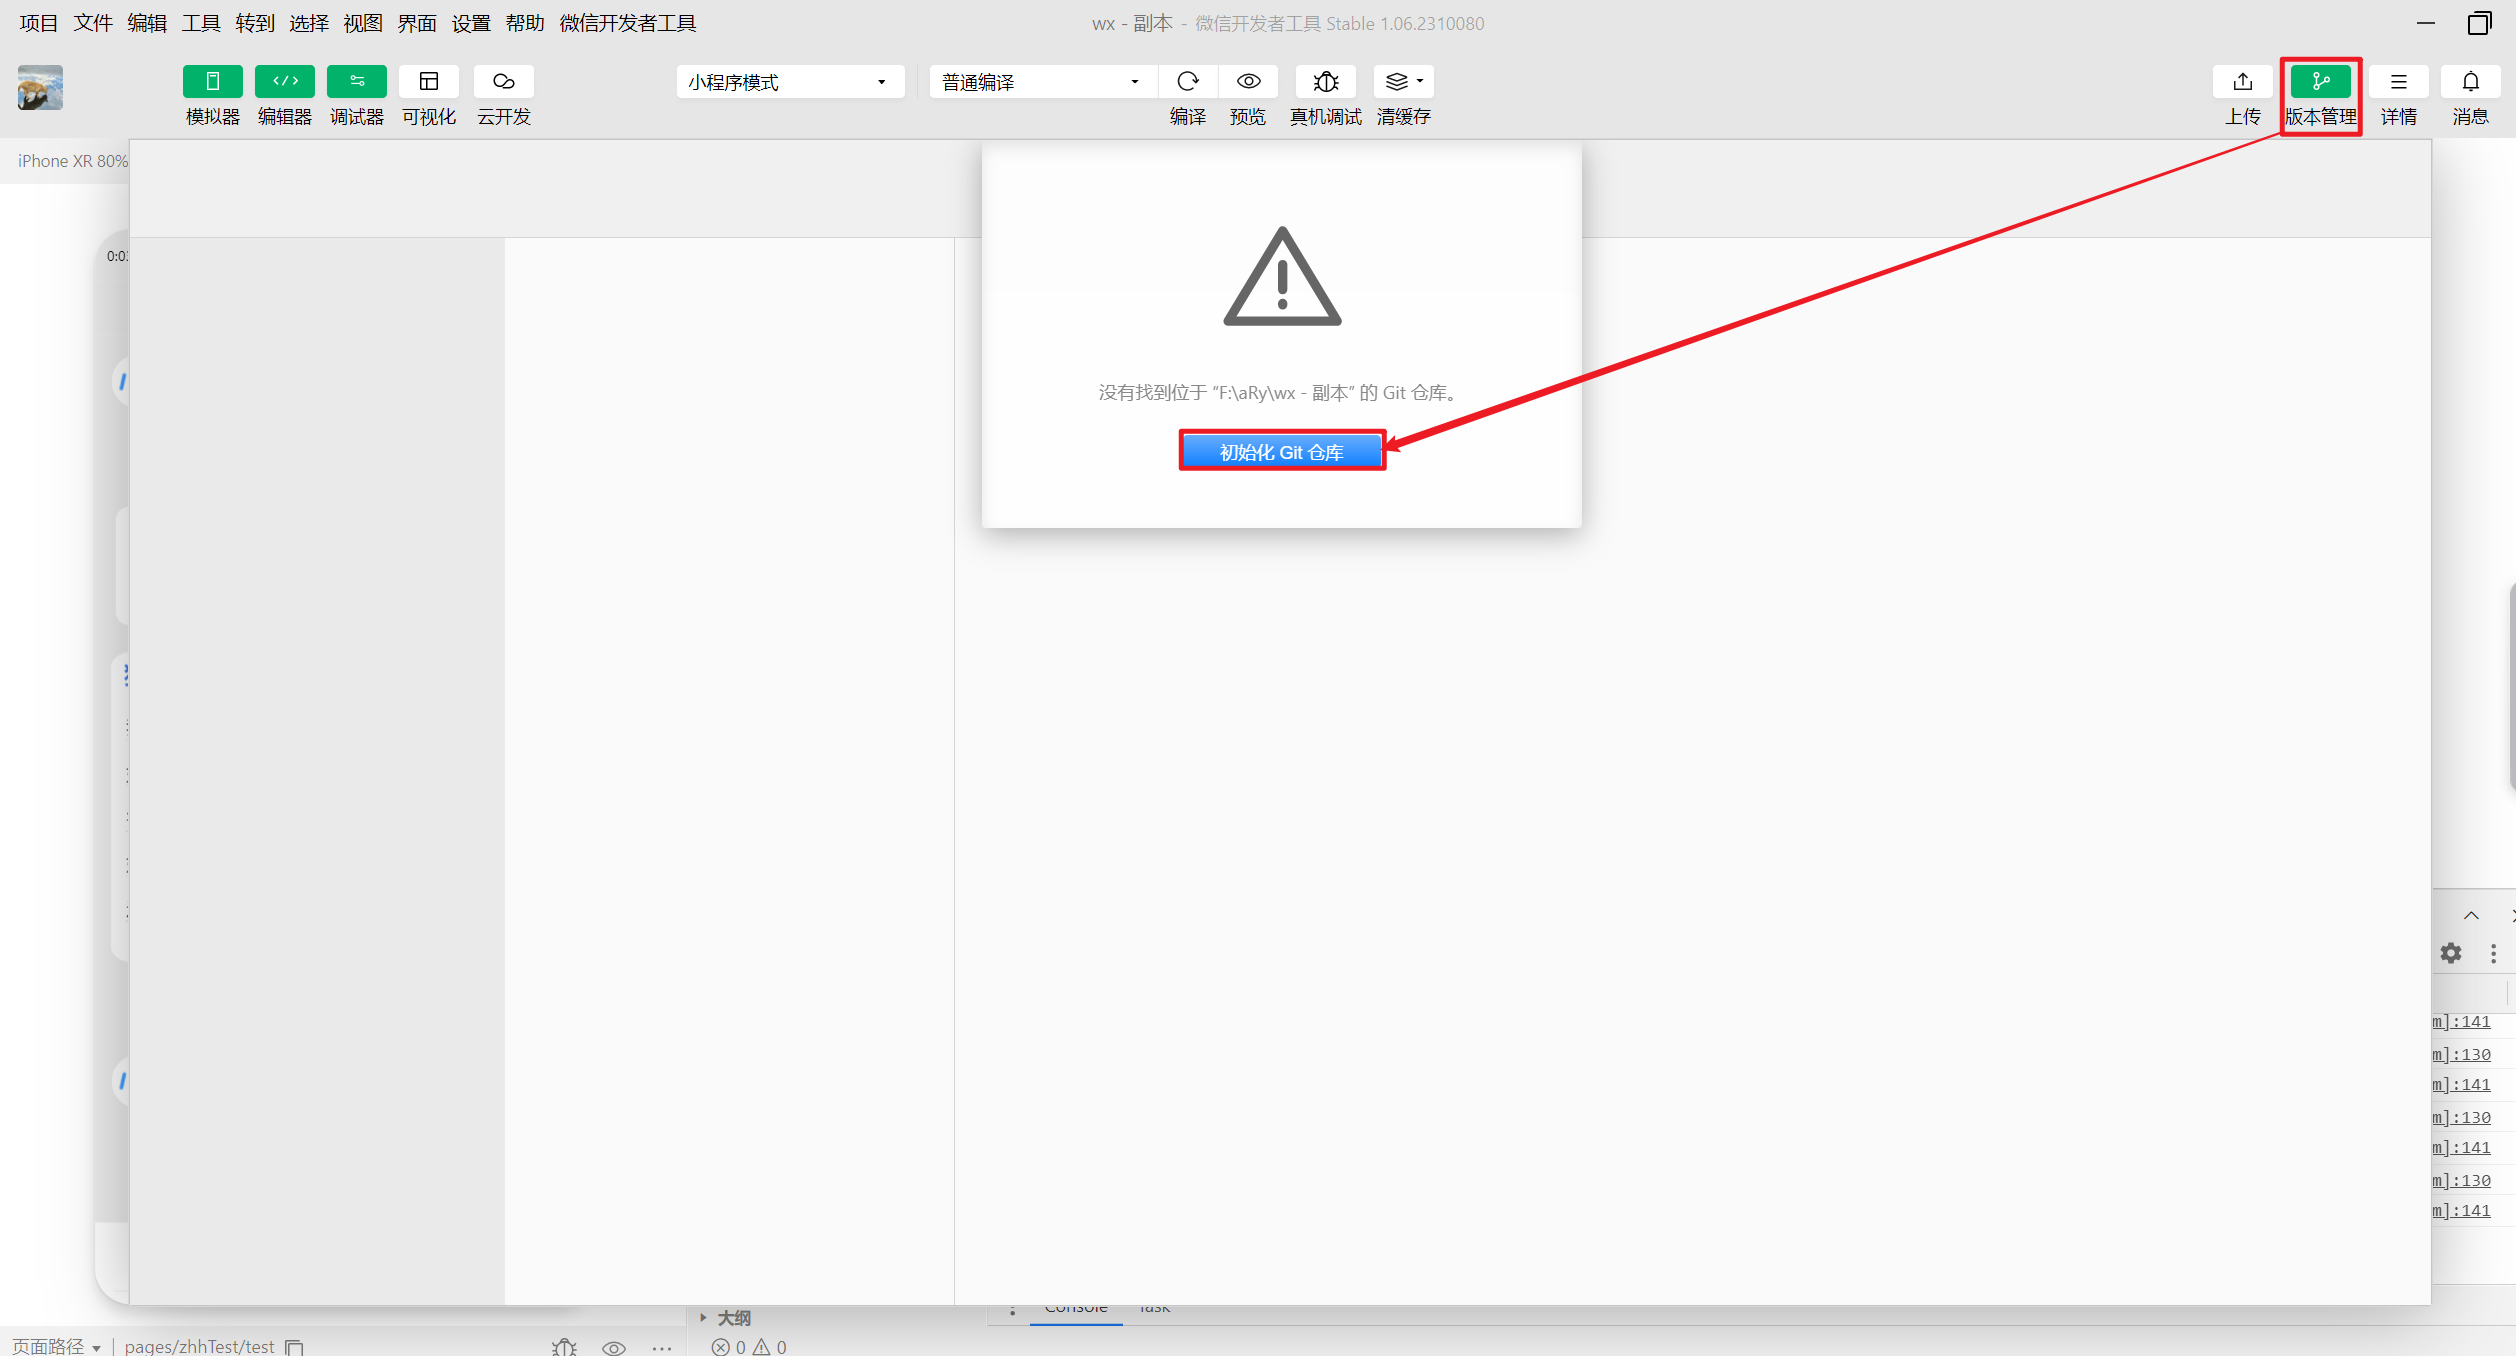 项目 文件 编辑 工具 转到 选择 视图 界面 设置 帮助 微信开发者工具
wx - 副本 - 微信开发者工具 Stable 1.06.2310080
模拟器 编辑器 调试器 可视化 云开发
小程序模式
普通编译
编译 预览 真机调试 清缓存
上传 版本管理 详情 消息
iPhone XR 80%
没有找到位于 “F:\aRy\wx - 副本” 的 Git 仓库。
初始化 Git 仓库
m]:141
m]:130
m]:141
m]:130
m]:141
m]:130
m]:141
大纲
Console Task
页面路径 pages/zhhTest/test
0 0